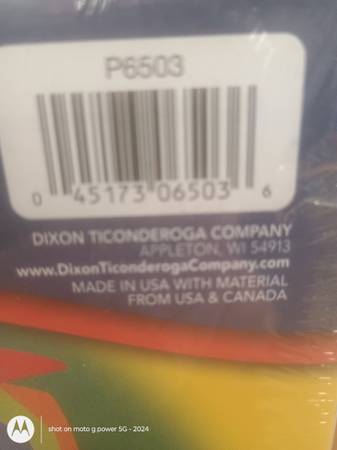 P6503
0 45173 06503 6
DIXON TICONDEROGA COMPANY
APPLETON, WI 54913
www.DixonTiconderogaCompany.com
MADE IN USA WITH MATERIAL
FROM USA & CANADA
shot on moto g power 5G - 2024